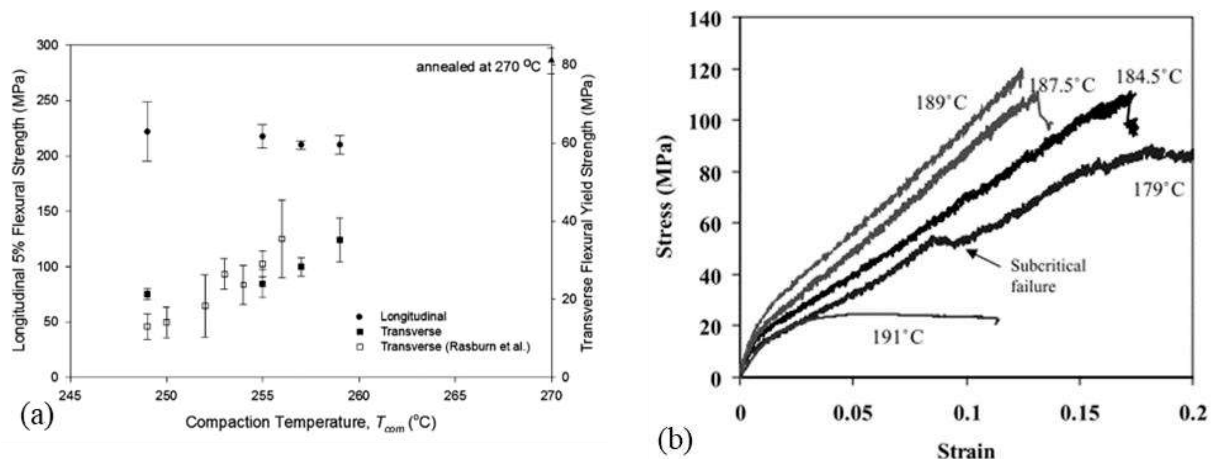 300
250
200
150
100
50
0
Longitudinal 5% Flexural Strength (MPa)
annealed at 270 °C
80
60
40
20
0
Transverse Flexural Yield Strength (MPa)
Longitudinal
Transverse
Transverse (Rasburn et al.)
245 250 255 260 265 270
Compaction Temperature, Tcom (°C)
(a)
140
120
100
80
60
40
20
0
Stress (MPa)
189°C
187.5°C
184.5°C
179°C
Subcritical
failure
191°C
0 0.05 0.1 0.15 0.2
Strain
(b)